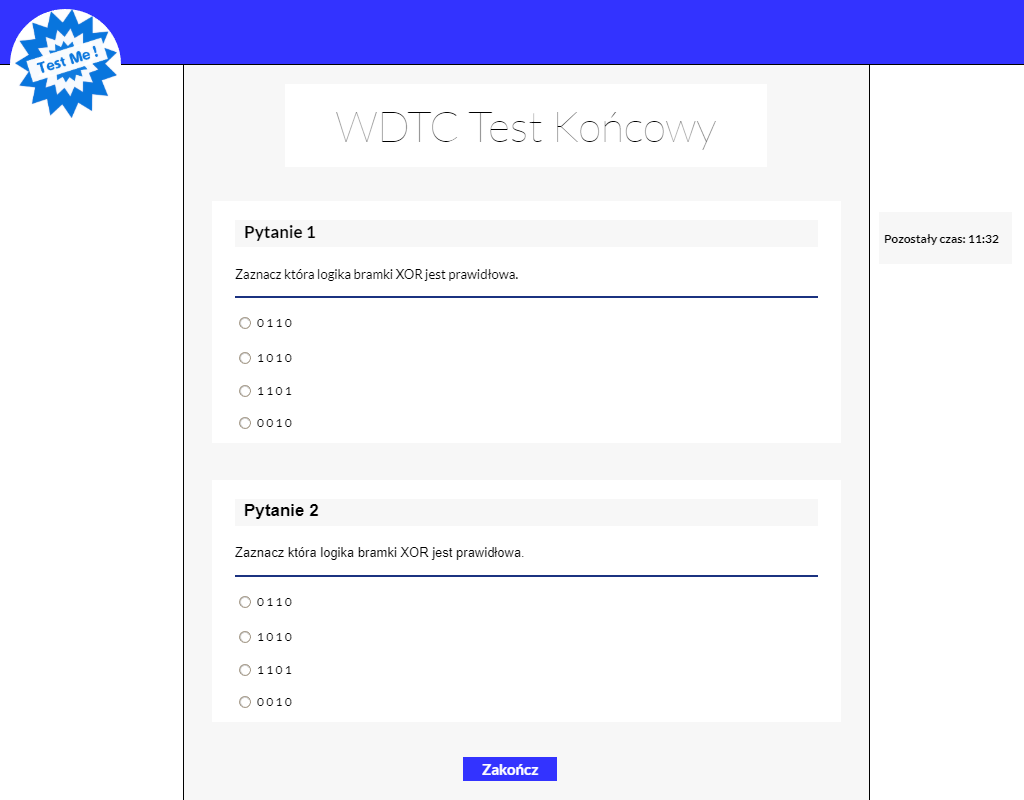 Test Me !
WDTC Test Końcowy
Pytanie 1
Pozostały czas: 11:32
Zaznacz która logika bramki XOR jest prawidłowa.
0 1 1 0
1 0 1 0
1 1 0 1
0 0 1 0
Pytanie 2
Zaznacz która logika bramki XOR jest prawidłowa.
0 1 1 0
1 0 1 0
1 1 0 1
0 0 1 0
Zakończ